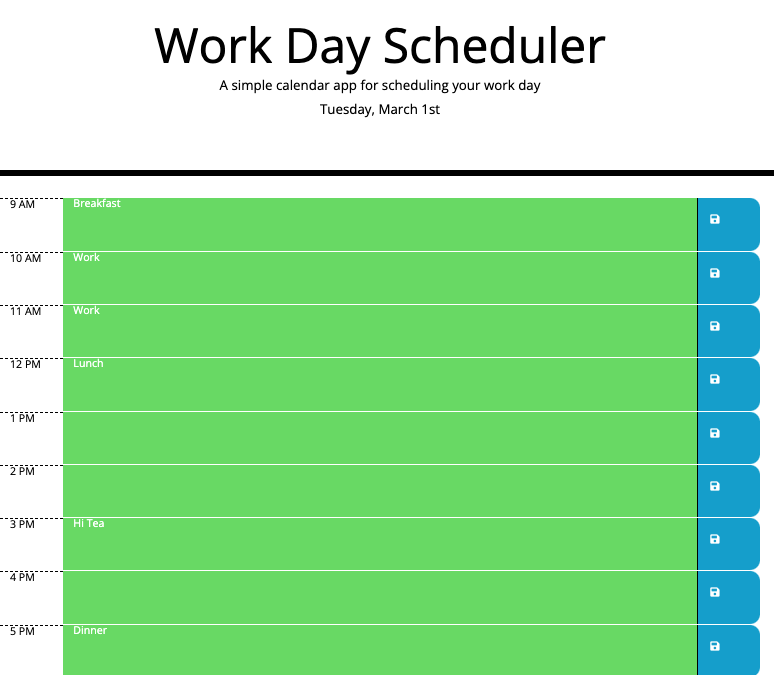 Work Day Scheduler
A simple calendar app for scheduling your work day
Tuesday, March 1st
9 AM Breakfast
10 AM Work
11 AM Work
12 PM Lunch
1 PM
2 PM
3 PM Hi Tea
4 PM
5 PM Dinner